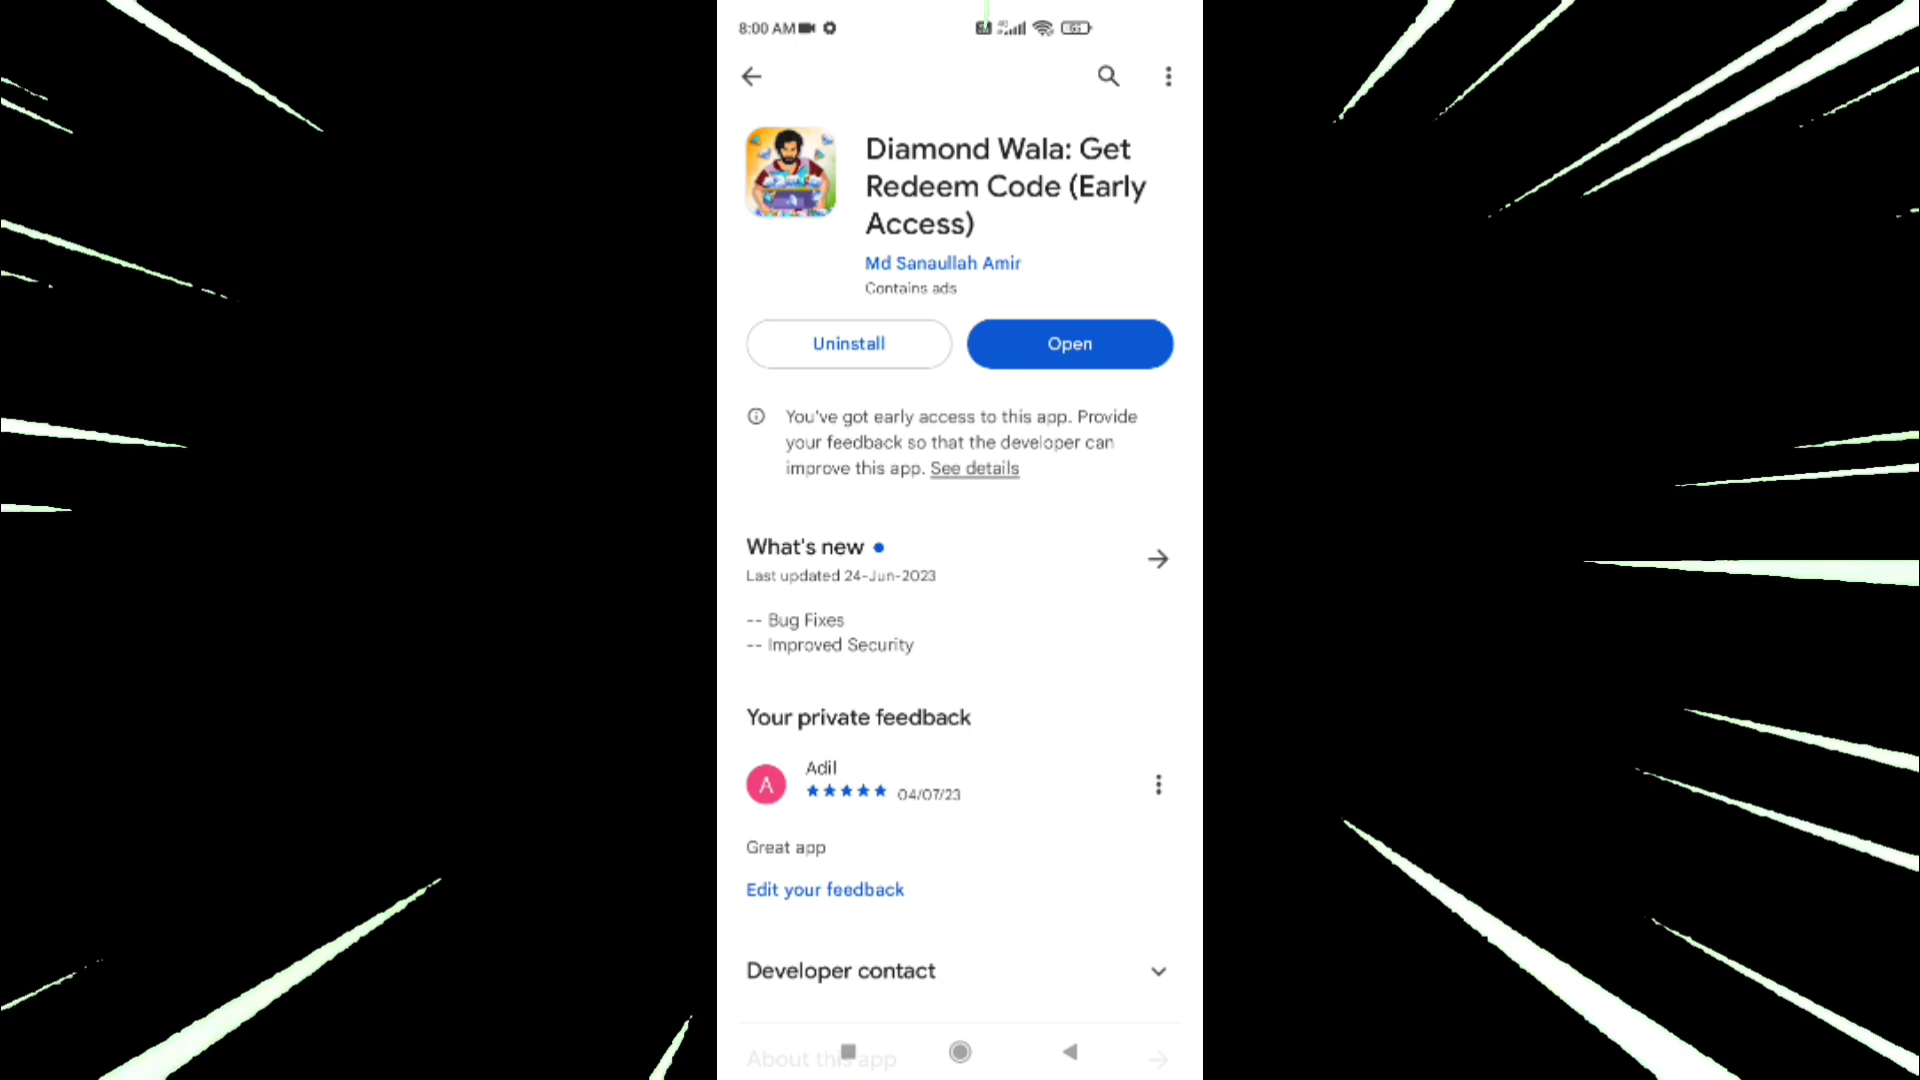 8:00 AM
Diamond Wala: Get
Redeem Code (Early
Access)
Md Sanaullah Amir
Contains ads
Uninstall
Open
You've got early access to this app. Provide
your feedback so that the developer can
improve this app. See details
What's new
Last updated 24-Jun-2023
-- Bug Fixes
-- Improved Security
Your private feedback
A
Adil
04/07/23
Great app
Edit your feedback
Developer contact
About this app